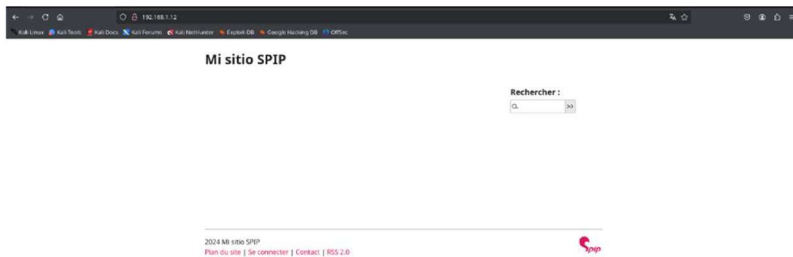 192.168.1.12
Kali Linux Kali Tools Kali Docs Kali Forums Kali NetHunter Exploit-DB Google Hacking DB OffSec
Mi sitio SPIP
Rechercher :
>>
2024 Mi sitio SPIP
Plan du site | Se connecter | Contact | RSS 2.0
SPIP